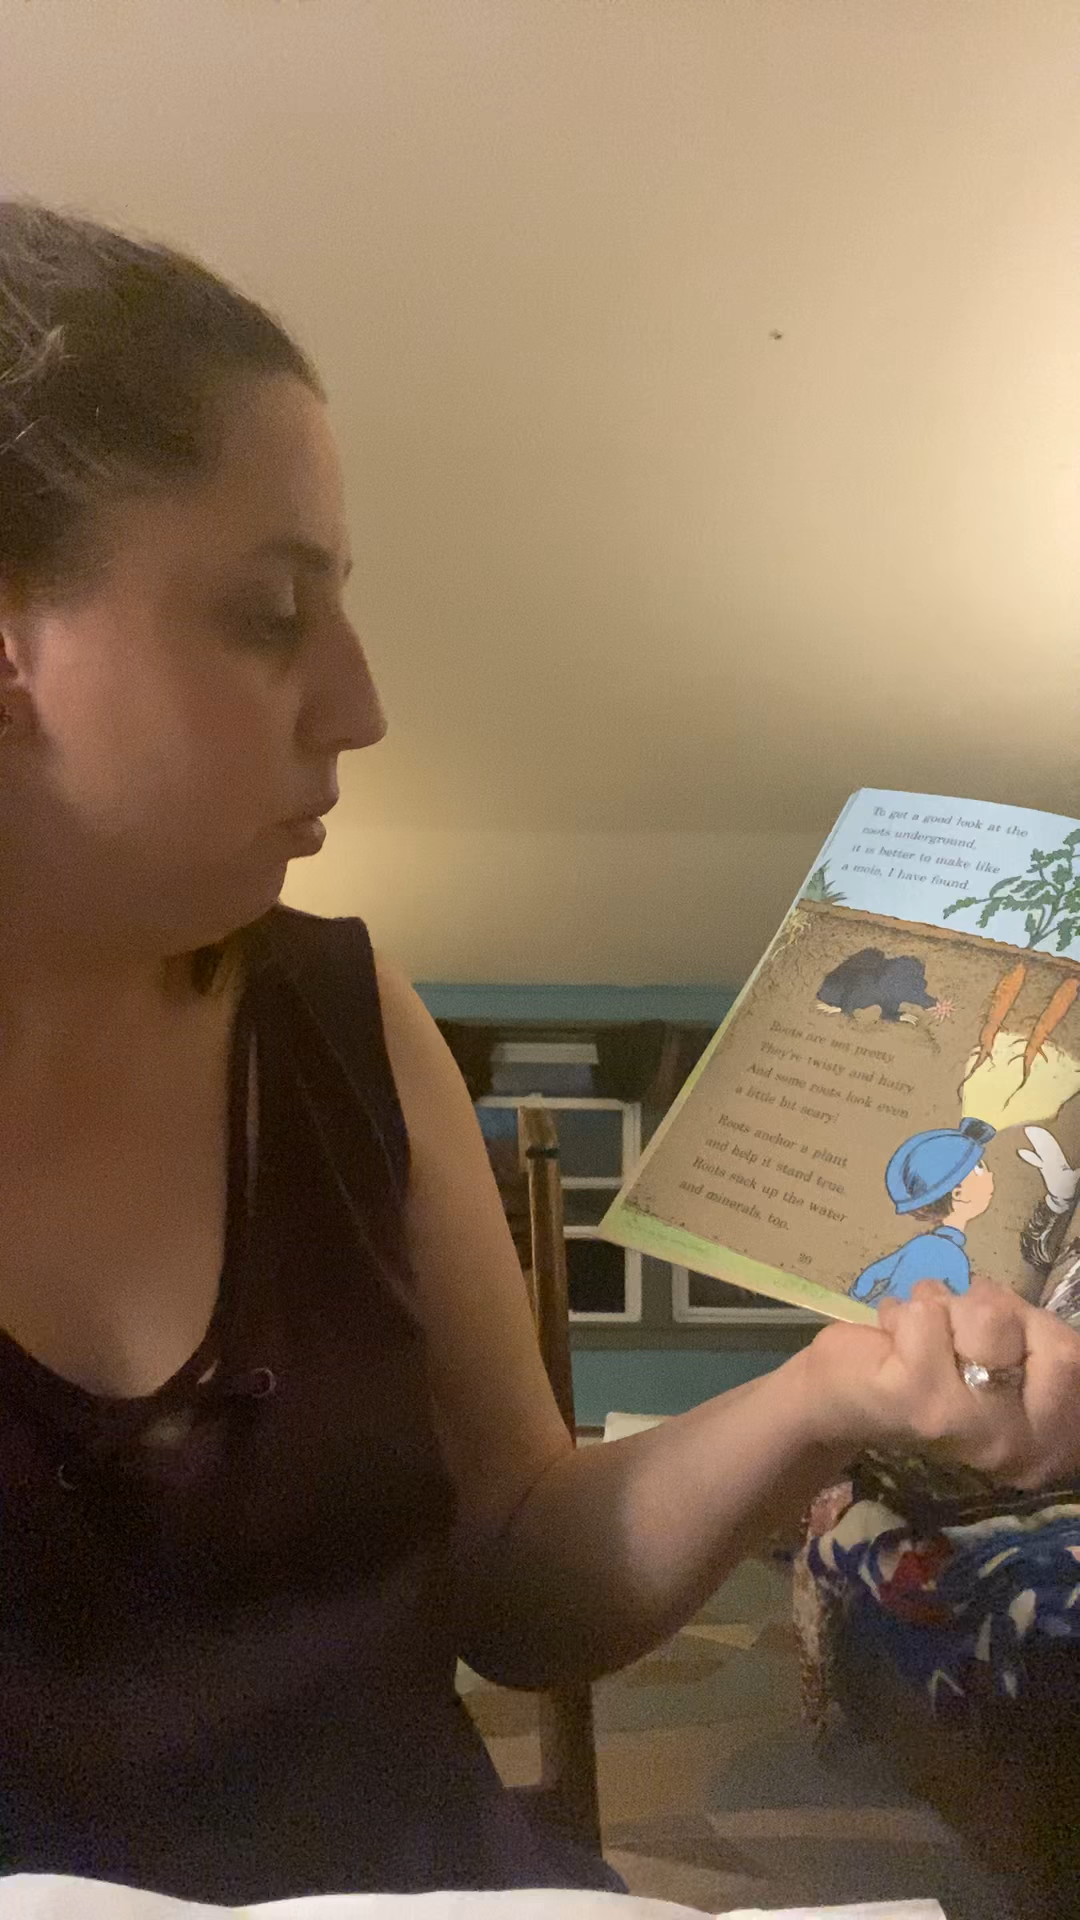 To get a good look at the
roots underground,
it is better to make like
a mole, I have found.
Roots are not pretty.
They're twisty and hairy.
And some roots look even
a little bit scary!
Roots anchor a plant
and help it stand true.
Roots suck up the water
and minerals, too.
29